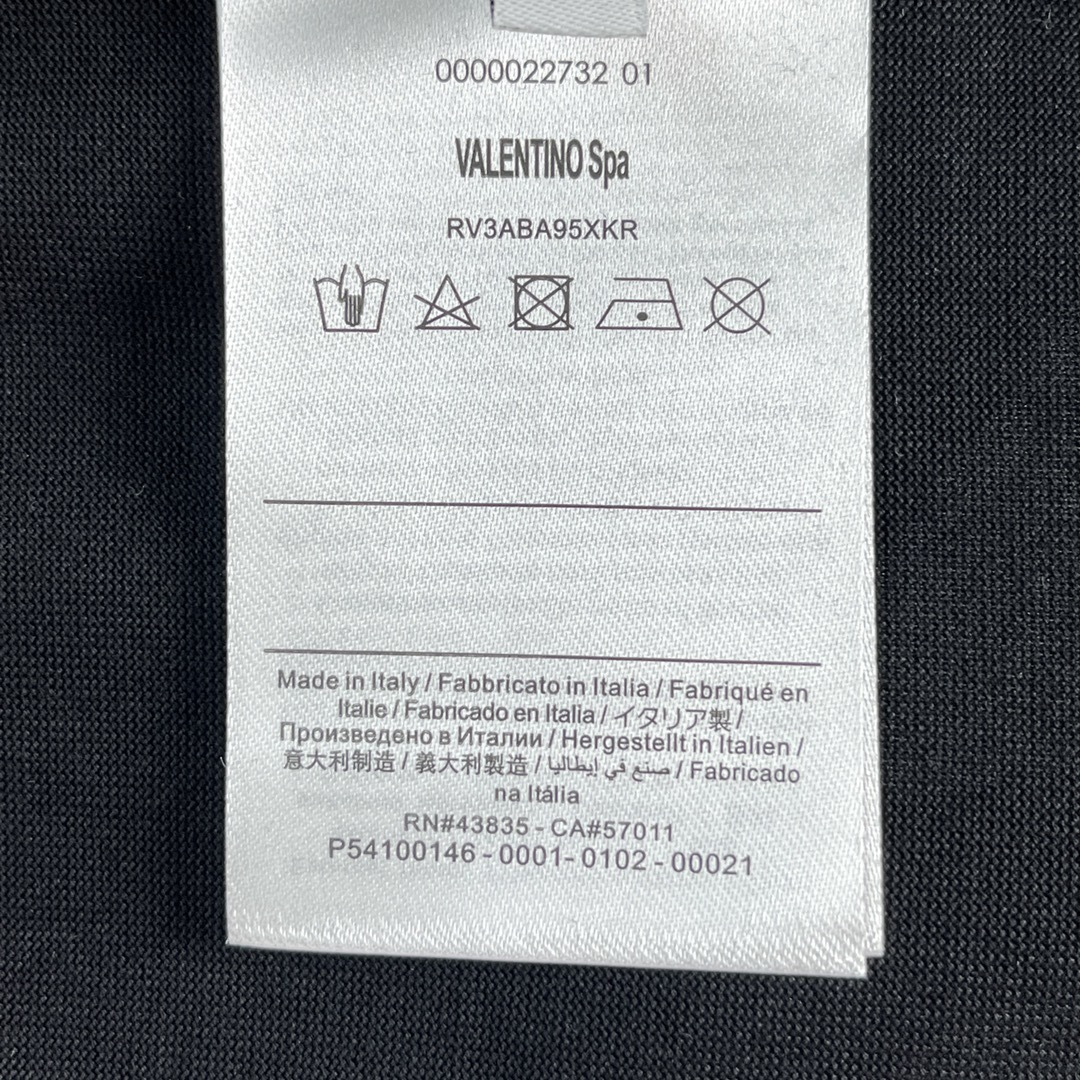 0000022732 01
VALENTINO Spa
RV3ABA95XKR
Made in Italy / Fabbricato in Italia / Fabriqué en
Italie / Fabricado en Italia / イタリア製 /
Произведено в Италии / Hergestellt in Italien /
意大利制造 / 義大利製造 / صنع في إيطاليا / Fabricado
na Itália
RN#43835 - CA#57011
P54100146 - 0001- 0102 - 00021